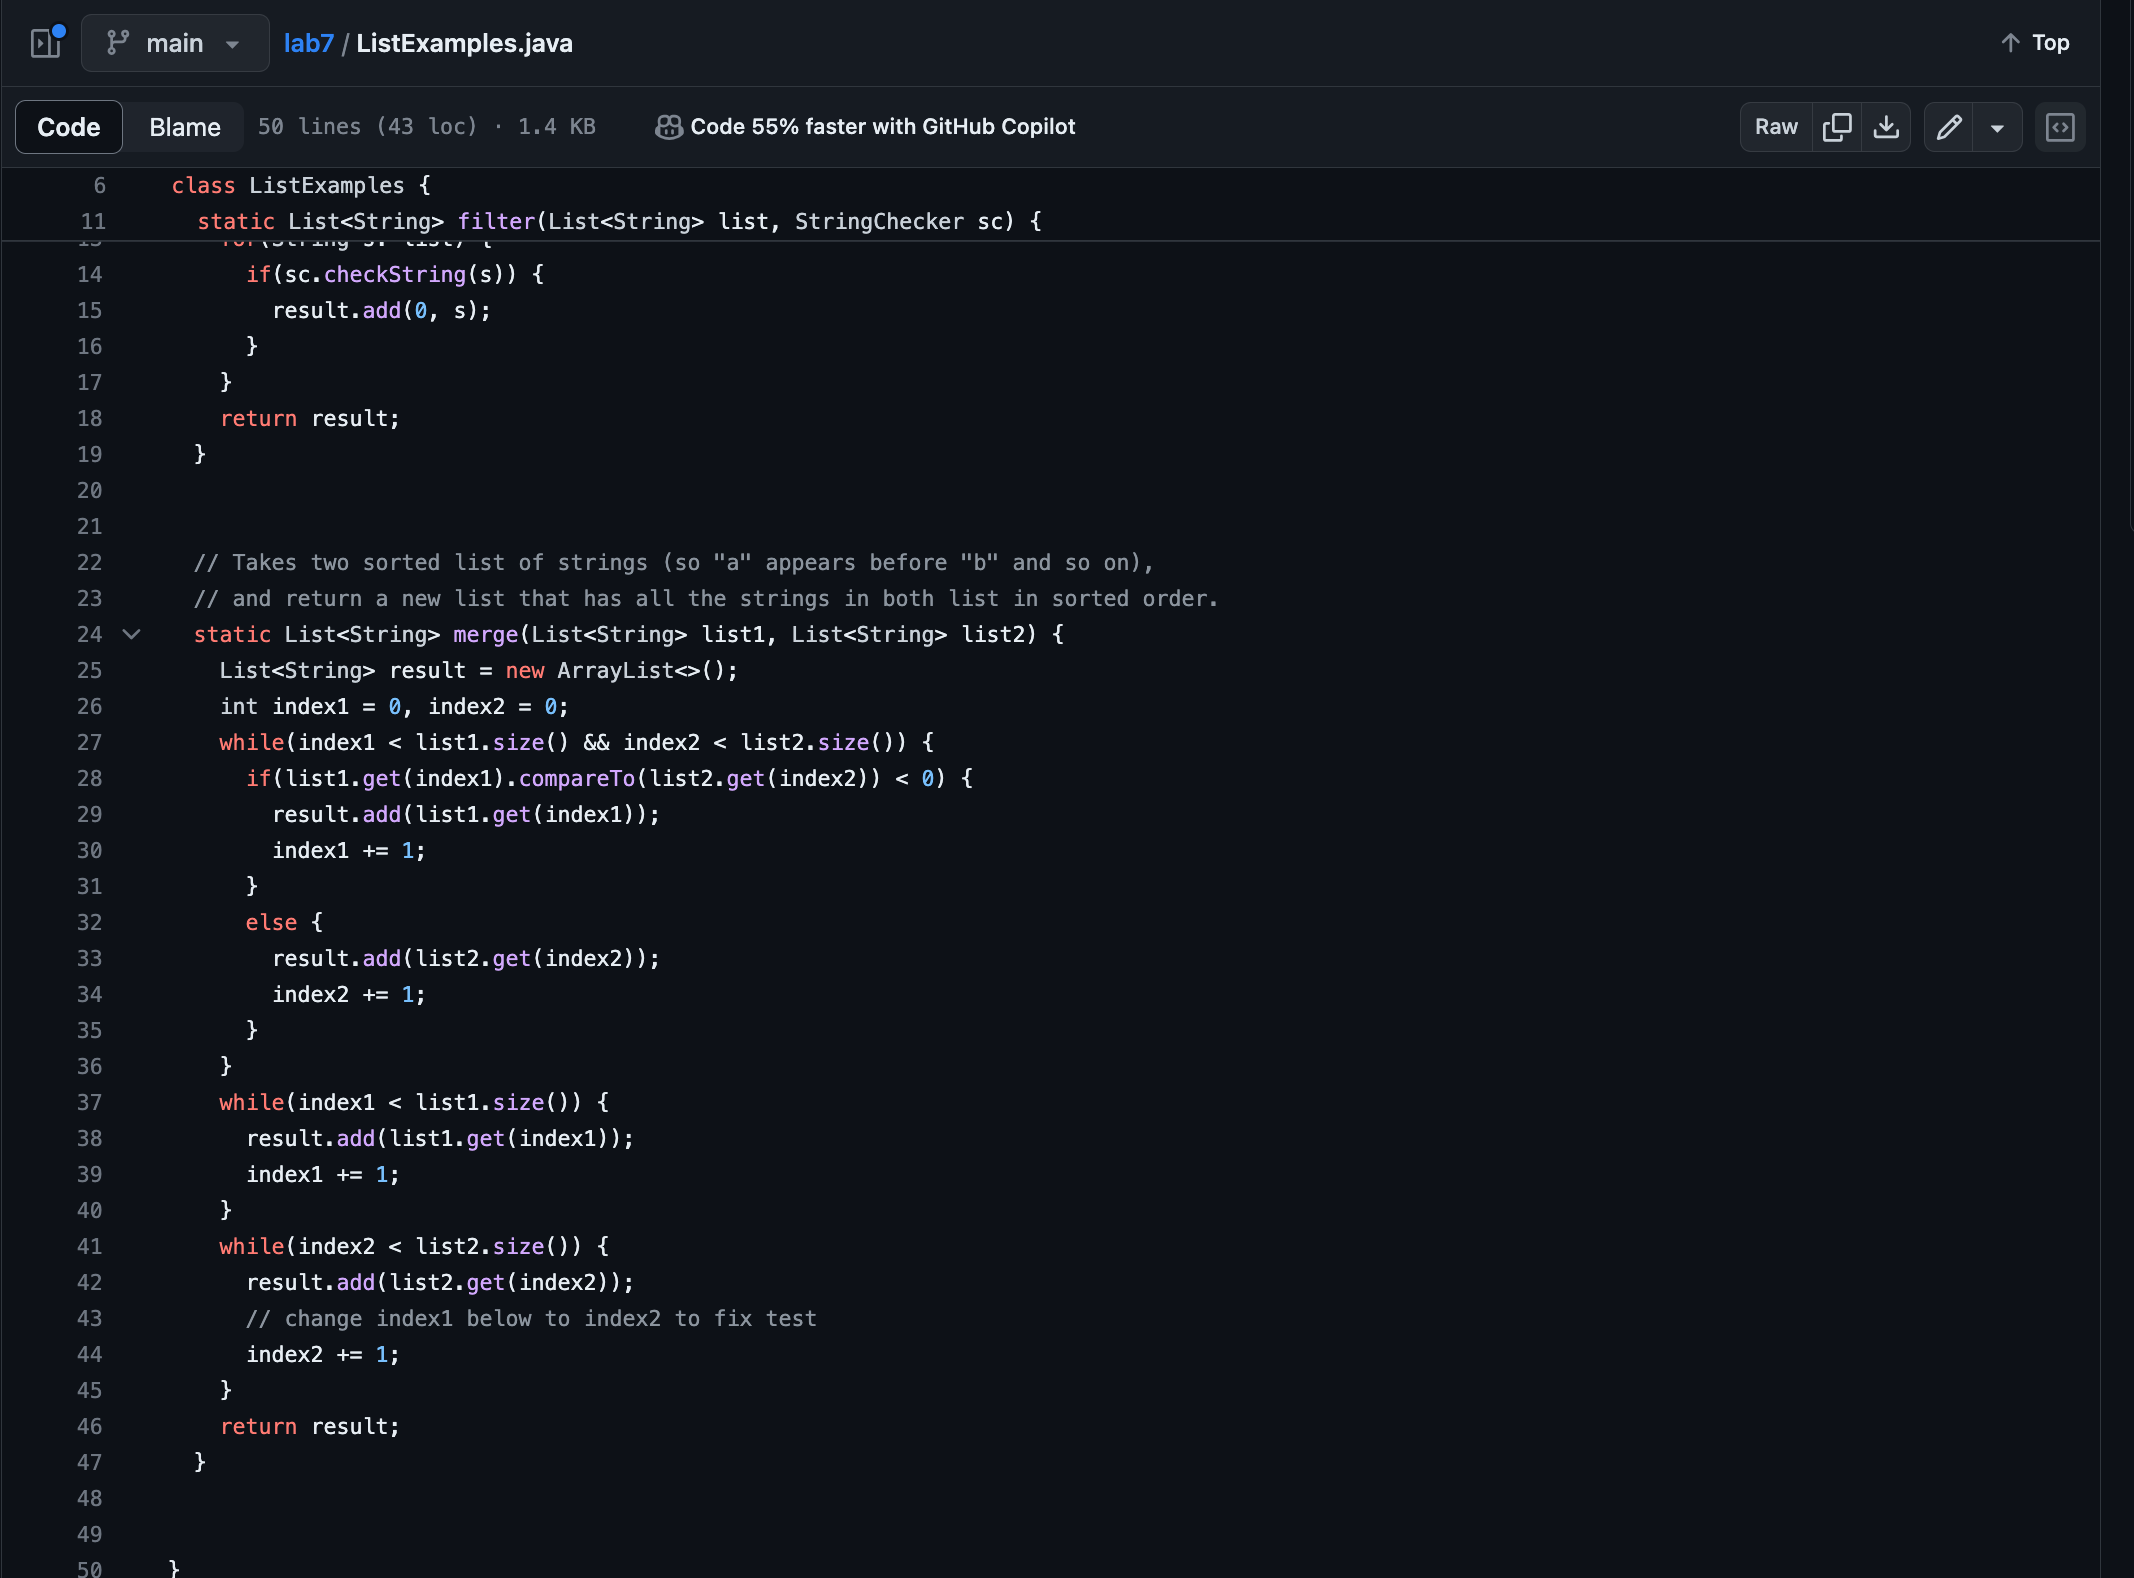 main
lab7 / ListExamples.java
Top
Code
Blame
50 lines (43 loc) · 1.4 KB
Code 55% faster with GitHub Copilot
Raw
6 class ListExamples {
11 static List<String> filter(List<String> list, StringChecker sc) {
14 if(sc.checkString(s)) {
15 result.add(0, s);
16 }
17 }
18 return result;
19 }
20
21
22 // Takes two sorted list of strings (so "a" appears before "b" and so on),
23 // and return a new list that has all the strings in both list in sorted order.
24 static List<String> merge(List<String> list1, List<String> list2) {
25 List<String> result = new ArrayList<>();
26 int index1 = 0, index2 = 0;
27 while(index1 < list1.size() && index2 < list2.size()) {
28 if(list1.get(index1).compareTo(list2.get(index2)) < 0) {
29 result.add(list1.get(index1));
30 index1 += 1;
31 }
32 else {
33 result.add(list2.get(index2));
34 index2 += 1;
35 }
36 }
37 while(index1 < list1.size()) {
38 result.add(list1.get(index1));
39 index1 += 1;
40 }
41 while(index2 < list2.size()) {
42 result.add(list2.get(index2));
43 // change index1 below to index2 to fix test
44 index2 += 1;
45 }
46 return result;
47 }
48
49
50 }